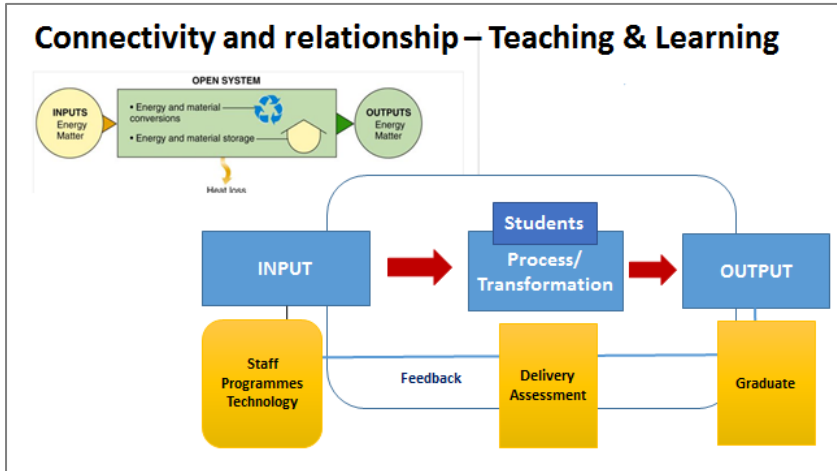 Connectivity and relationship – Teaching & Learning
OPEN SYSTEM
INPUTS
Energy
Matter
• Energy and material
conversions
• Energy and material storage
OUTPUTS
Energy
Matter
Heat loss
Students
INPUT
Process/
Transformation
OUTPUT
Staff
Programmes
Technology
Feedback
Delivery
Assessment
Graduate